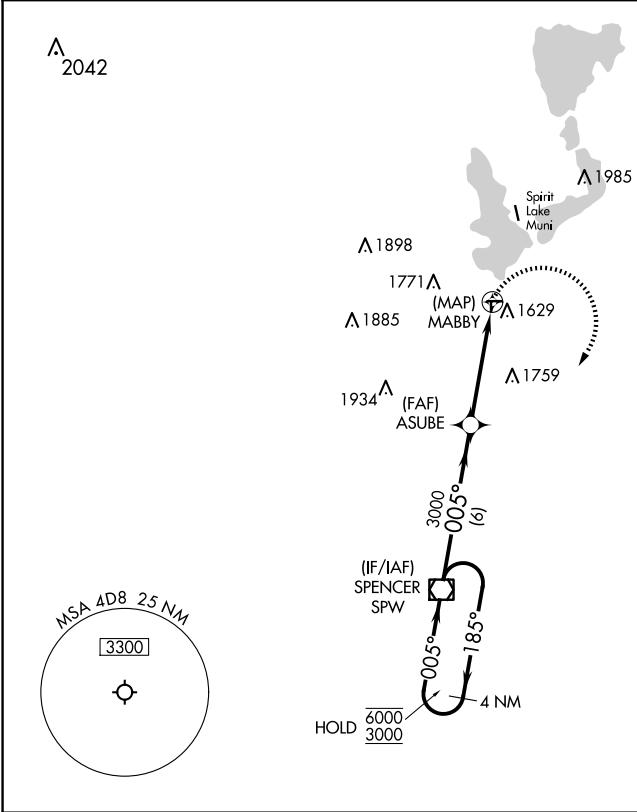 2042
1985
Spirit
Lake
Muni
1898
1771
(MAP)
MABBY
1629
1885
1759
1934
(FAF)
ASUBE
3000
005°
(6)
(IF/IAF)
SPENCER
SPW
005°
185°
4 NM
HOLD
6000
3000
MSA 4D8 25 NM
3300